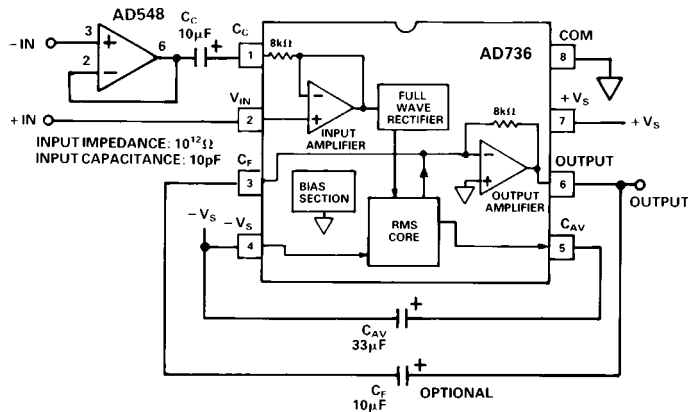 AD548
C_C
10μF
+
C_C
8kΩ
AD736
COM
-IN
3
+
6
1
8
2
-
-
FULL
WAVE
RECTIFIER
+V_S
V_IN
+
8kΩ
7
+V_S
+IN
2
INPUT
AMPLIFIER
INPUT IMPEDANCE: 10¹²Ω
INPUT CAPACITANCE: 10pF
C_F
-
OUTPUT
3
+
6
OUTPUT
BIAS
SECTION
OUTPUT
AMPLIFIER
-V_S
-V_S
RMS
CORE
C_AV
4
5
+
C_AV
33μF
+
C_F
10μF
OPTIONAL